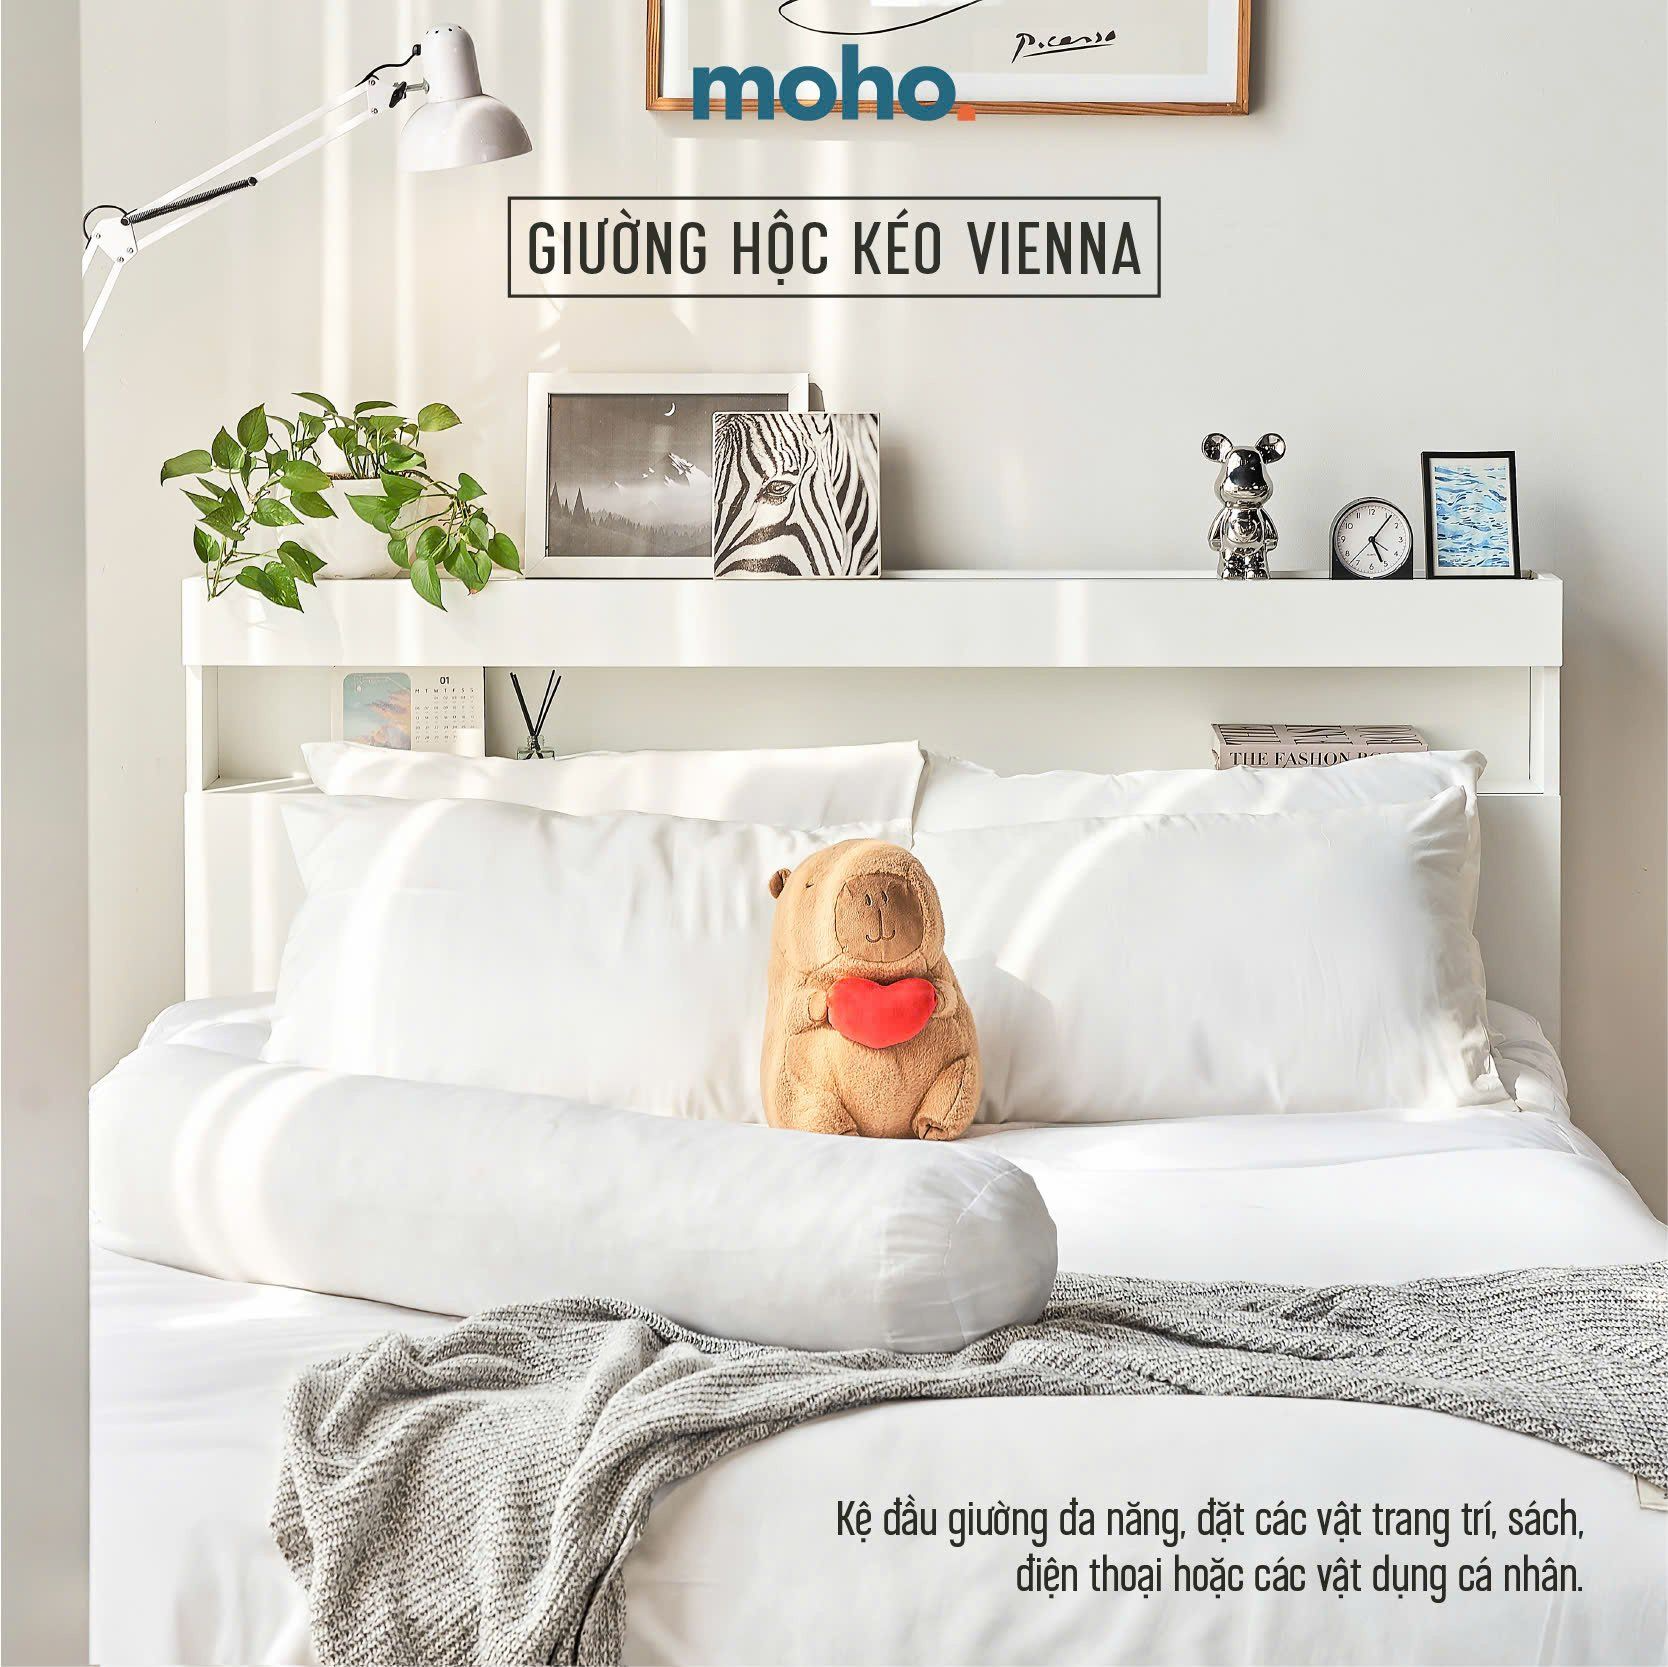 Picasso
moho.
GIƯỜNG HỘC KÉO VIENNA
01
M T W T F S S
THE FASHION
Kệ đầu giường đa năng, đặt các vật trang trí, sách,
điện thoại hoặc các vật dụng cá nhân.